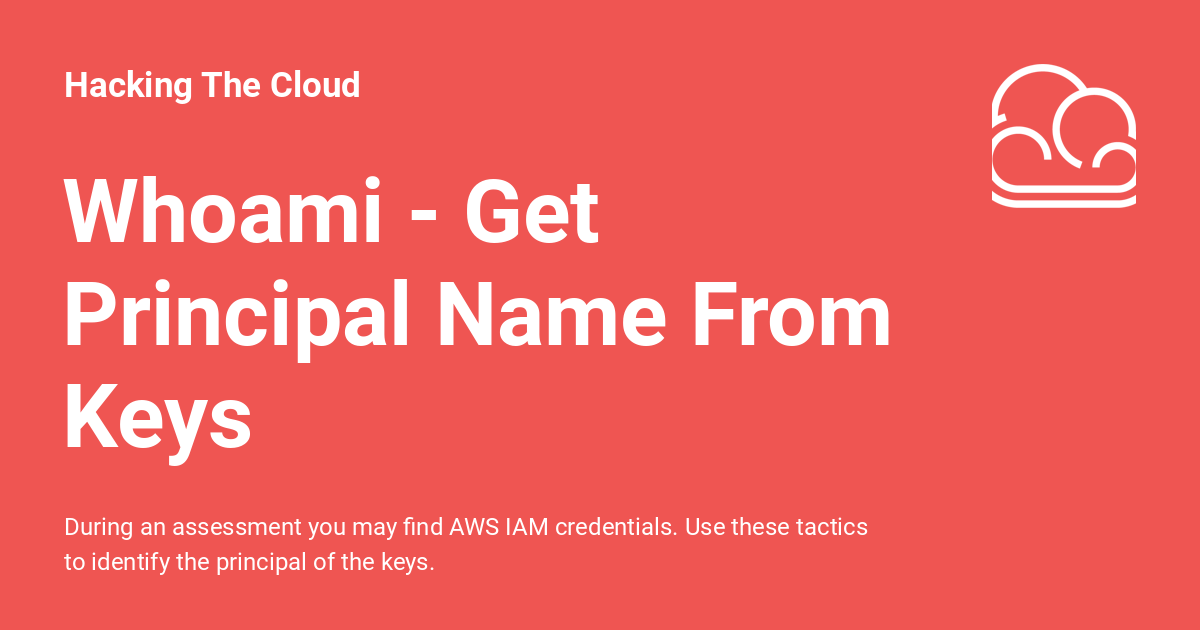 Hacking The Cloud
Whoami - Get
Principal Name From
Keys
During an assessment you may find AWS IAM credentials. Use these tactics
to identify the principal of the keys.